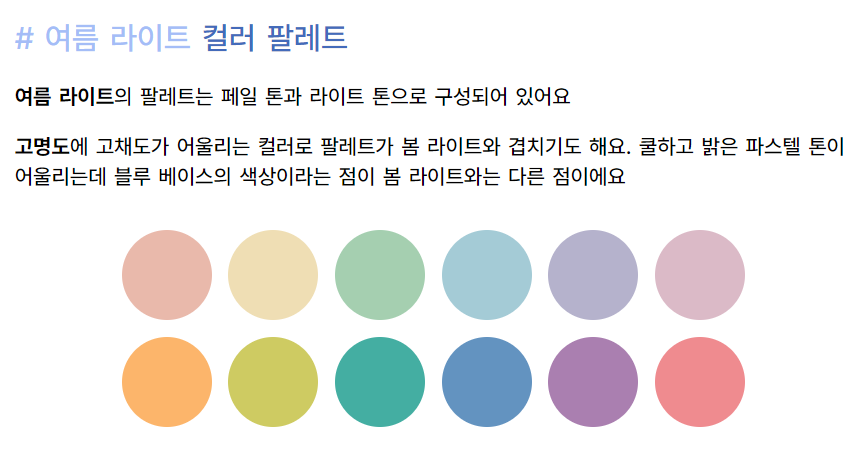 # 여름 라이트 컬러 팔레트
여름 라이트의 팔레트는 페일 톤과 라이트 톤으로 구성되어 있어요
고명도에 고채도가 어울리는 컬러로 팔레트가 봄 라이트와 겹치기도 해요. 쿨하고 밝은 파스텔 톤이
어울리는데 블루 베이스의 색상이라는 점이 봄 라이트와는 다른 점이에요